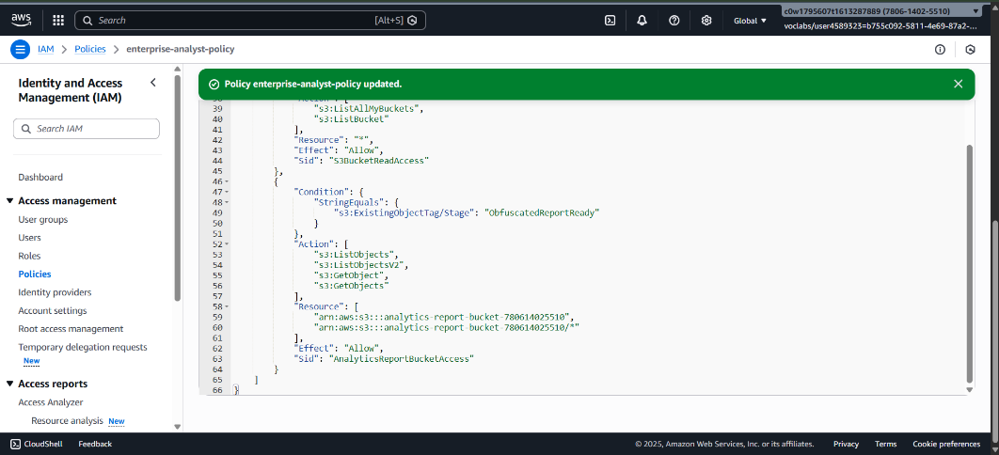 aws
Search [Alt+S]
Global
c0w1795607t1613287889 (7806-1402-5510)
voclabs/user4589323=b755c092-5811-4e69-87a2-...
IAM > Policies > enterprise-analyst-policy
Identity and Access
Management (IAM)
Search IAM
Dashboard
Access management
User groups
Users
Roles
Policies
Identity providers
Account settings
Root access management
Temporary delegation requests
New
Access reports
Access Analyzer
Resource analysis New
Policy enterprise-analyst-policy updated.
38 "Action": [
39 "s3:ListAllMyBuckets",
40 "s3:ListBucket"
41 ],
42 "Resource": "*",
43 "Effect": "Allow",
44 "Sid": "S3BucketReadAccess"
45 },
46 {
47 "Condition": {
48 "StringEquals": {
49 "s3:ExistingObjectTag/Stage": "ObfuscatedReportReady"
50 }
51 },
52 "Action": [
53 "s3:ListObjects",
54 "s3:ListObjectsV2",
55 "s3:GetObject",
56 "s3:GetObjects"
57 ],
58 "Resource": [
59 "arn:aws:s3:::analytics-report-bucket-780614025510",
60 "arn:aws:s3:::analytics-report-bucket-780614025510/*"
61 ],
62 "Effect": "Allow",
63 "Sid": "AnalyticsReportBucketAccess"
64 }
65 ]
66 }
CloudShell Feedback © 2025, Amazon Web Services, Inc. or its affiliates. Privacy Terms Cookie preferences